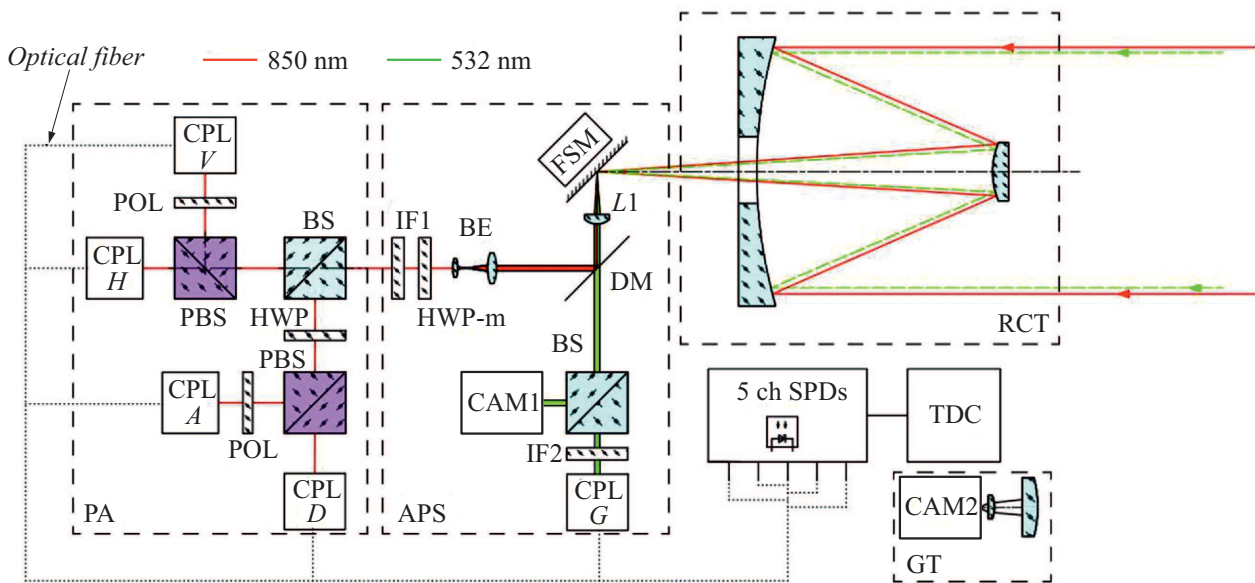 Optical fiber
850 nm
532 nm
CPL
V
POL
CPL
H
PBS
BS
HWP
PBS
CPL
A
POL
CPL
D
PA
IF1
HWP-m
BE
FSM
L1
DM
BS
CAM1
IF2
CPL
G
APS
RCT
5 ch SPDs
TDC
CAM2
GT